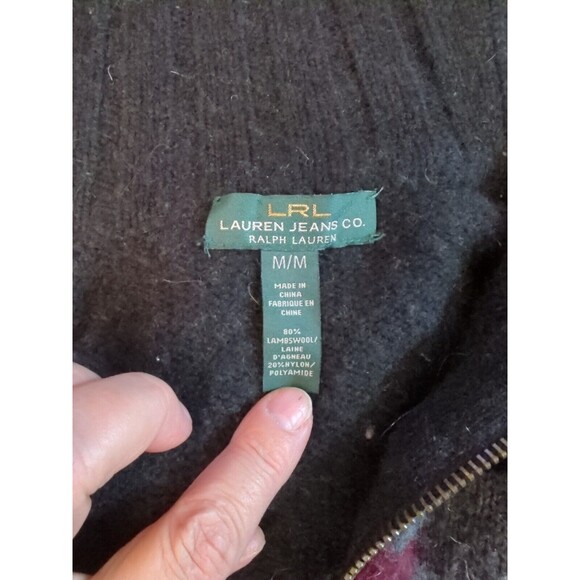 LRL
LAUREN JEANS CO.
RALPH LAUREN
M/M
MADE IN
CHINA
FABRIQUE EN
CHINE
80%
LAMBSWOOL/
LAINE
D'AGNEAU
20% NYLON/
POLYAMIDE